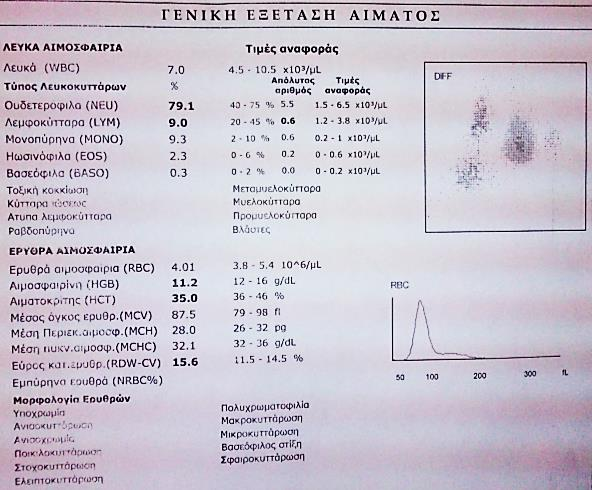 ΓΕΝΙΚΗ ΕΞΕΤΑΣΗ ΑΙΜΑΤΟΣ
ΛΕΥΚΑ ΑΙΜΟΣΦΑΙΡΙΑ Τιμές αναφοράς
Λευκά (WBC) 7.0 4.5 - 10.5 x10³/μL
Τύπος Λευκοκυττάρων % Απόλυτος αριθμός Τιμές αναφοράς
Ουδετερόφιλα (NEU) 79.1 40 - 75 % 5.5 1.5 - 6.5 x10³/μL
Λεμφοκύτταρα (LYM) 9.0 20 - 45 % 0.6 1.2 - 3.8 x10³/μL
Μονοπύρηνα (MONO) 9.3 2 - 10 % 0.6 0.2 - 1 x10³/μL
Ηωσινόφιλα (EOS) 2.3 0 - 6 % 0.2 0 - 0.6 x10³/μL
Βασεόφιλα (BASO) 0.3 0 - 2 % 0.0 0 - 0.2 x10³/μL
Τοξική κοκκίωση Μεταμυελοκύτταρα
Κύτταρα ιώσεως Μυελοκύτταρα
Ατυπα λεμφοκύτταρα Προμυελοκύτταρα
Ραβδοπύρηνα Βλάστες
DIFF
ΕΡΥΘΡΑ ΑΙΜΟΣΦΑΙΡΙΑ
Ερυθρά αιμοσφαίρια (RBC) 4.01 3.8 - 5.4 10^6/μL
Αιμοσφαιρίνη (HGB) 11.2 12 - 16 g/dL
Αιματοκρίτης (HCT) 35.0 36 - 46 %
Μέσος όγκος ερυθρ.(MCV) 87.5 79 - 98 fl
Μέση Περιεκ.αιμοσφ.(MCH) 28.0 26 - 32 pg
Μέση πυκν.αιμοσφ.(MCHC) 32.1 32 - 36 g/dL
Εύρος κατ.ερυθρ.(RDW-CV) 15.6 11.5 - 14.5 %
Εμπύρηνα ερυθρά (NRBC%)
RBC
50 100 200 300 fL
Μορφολογία Ερυθρών
Υποχρωμία Πολυχρωματοφιλία
Ανισοκυττάρωση Μακροκυττάρωση
Ανισοχρωμία Μικροκυττάρωση
Ποικιλοκυττάρωση Βασεόφιλος στίξη
Στοχοκυττάρωση Σφαιροκυττάρωση
Ελειπτοκυττάρωση